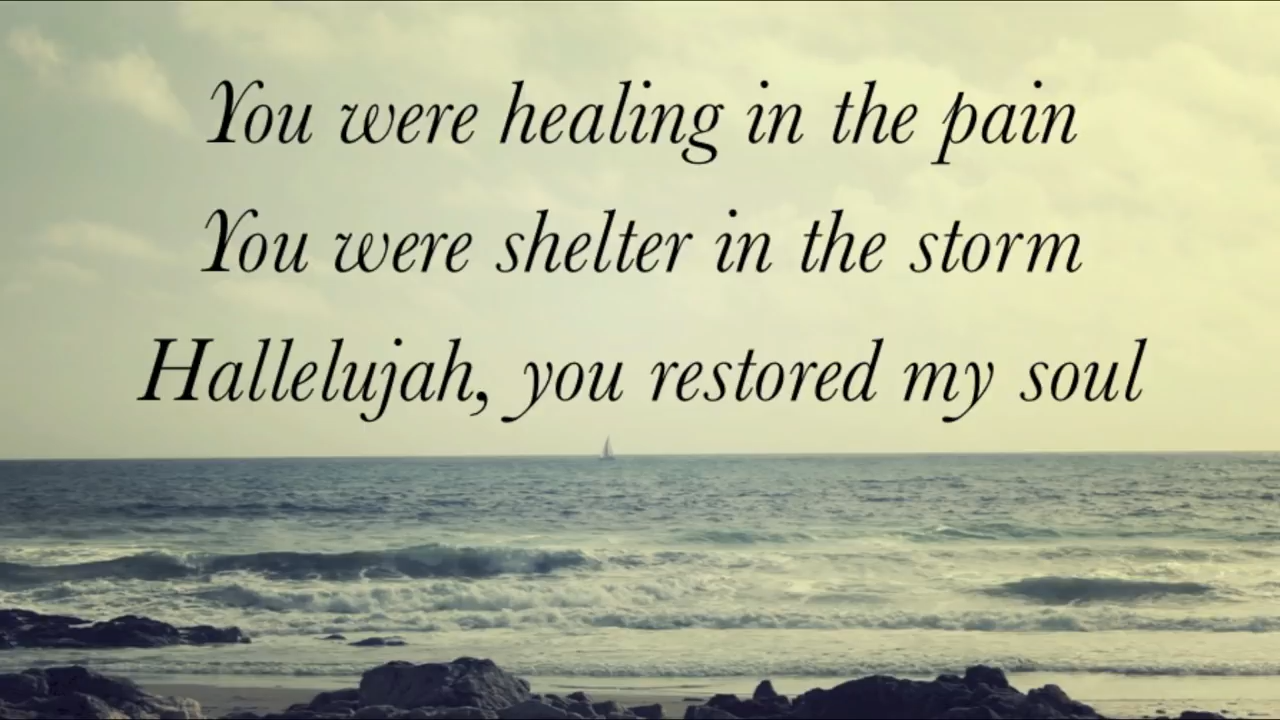 You were healing in the pain
You were shelter in the storm
Hallelujah, you restored my soul